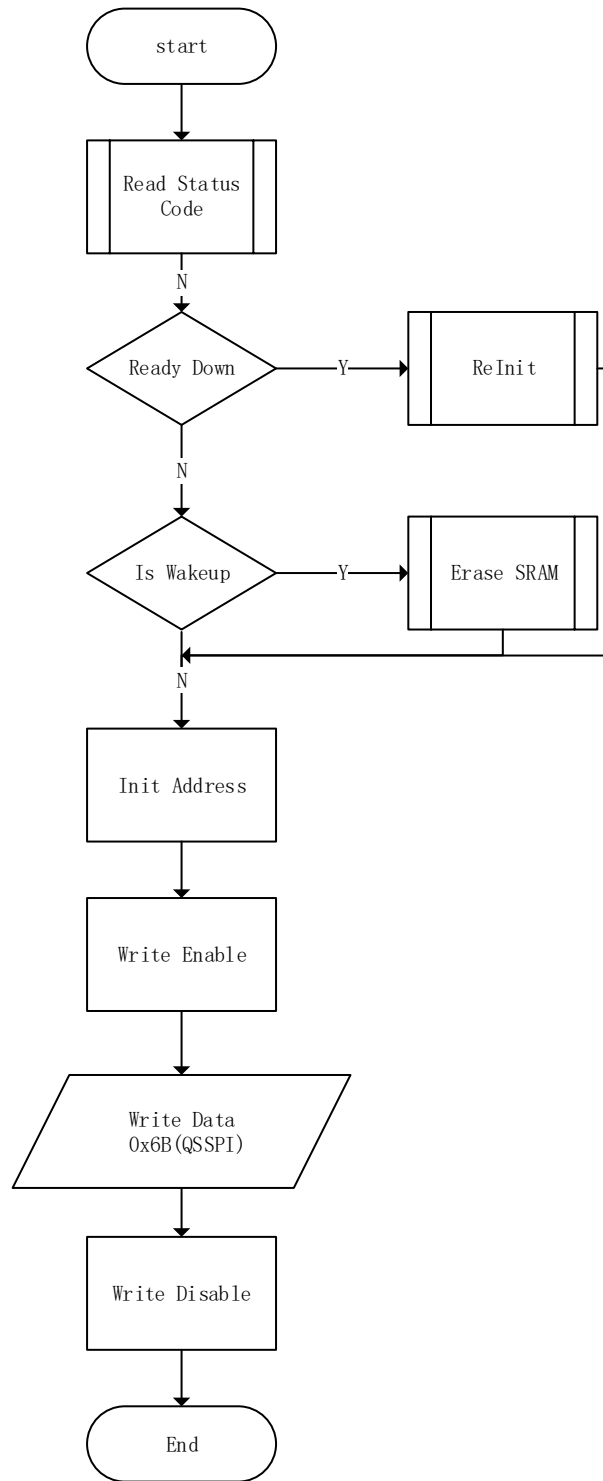 start
Read Status
Code
N
Ready Down
Y
ReInit
N
Is Wakeup
Y
Erase SRAM
N
Init Address
Write Enable
Write Data
0x6B(QSSPI)
Write Disable
End